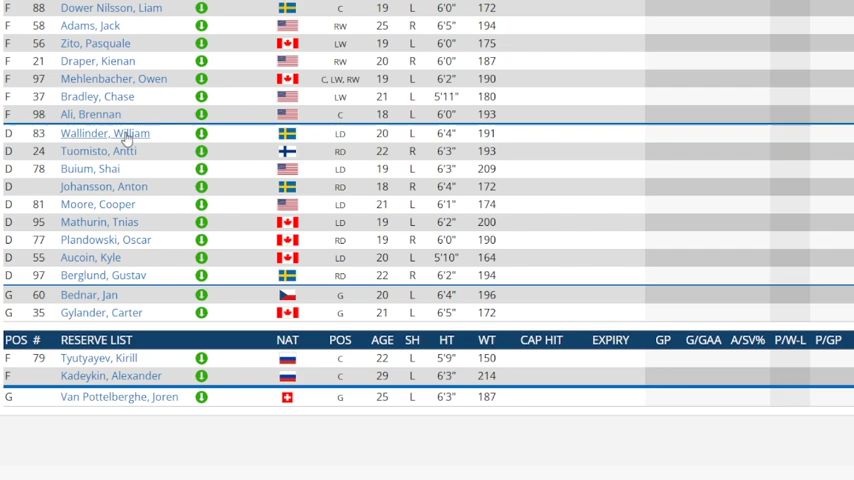 F 88 Dower Nilsson, Liam C 19 L 6'0" 172
F 58 Adams, Jack RW 25 R 6'5" 194
F 56 Zito, Pasquale LW 19 L 6'0" 175
F 21 Draper, Kienan RW 20 R 6'0" 187
F 97 Mehlenbacher, Owen C, LW, RW 19 L 6'2" 190
F 37 Bradley, Chase LW 21 L 5'11" 180
F 98 Ali, Brennan C 18 L 6'0" 193
D 83 Wallinder, William LD 20 L 6'4" 191
D 24 Tuomisto, Antti RD 22 R 6'3" 193
D 78 Buium, Shai LD 19 L 6'3" 209
D Johansson, Anton RD 18 R 6'4" 172
D 81 Moore, Cooper LD 21 L 6'1" 174
D 95 Mathurin, Tnias LD 19 L 6'2" 200
D 77 Plandowski, Oscar RD 19 R 6'0" 190
D 55 Aucoin, Kyle LD 20 L 5'10" 164
D 97 Berglund, Gustav RD 22 R 6'2" 194
G 60 Bednar, Jan G 20 L 6'4" 196
G 35 Gylander, Carter G 21 L 6'5" 172
POS # RESERVE LIST NAT POS AGE SH HT WT CAP HIT EXPIRY GP G/GAA A/SV% P/W-L P/GP
F 79 Tyutyayev, Kirill C 22 L 5'9" 150
F Kadeykin, Alexander C 29 L 6'3" 214
G Van Pottelberghe, Joren G 25 L 6'3" 187